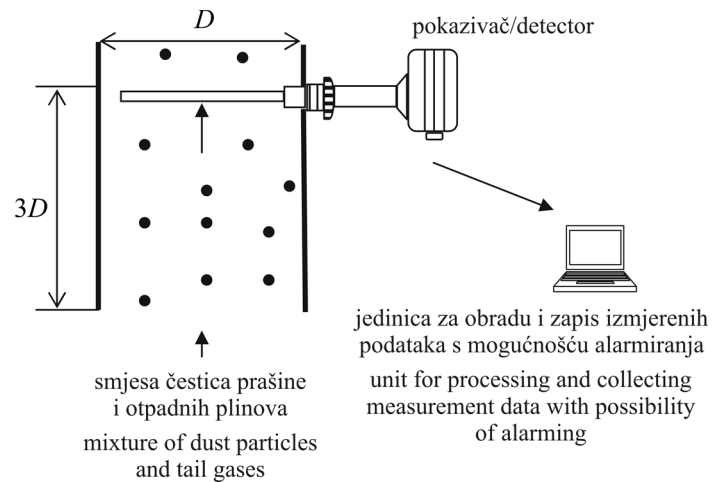 D
pokazivač/detector
3D
jedinica za obradu i zapis izmjerenih
podataka s mogućnošću alarmiranja
unit for processing and collecting
measurement data with possibility
of alarming
smjesa čestica prašine
i otpadnih plinova
mixture of dust particles
and tail gases